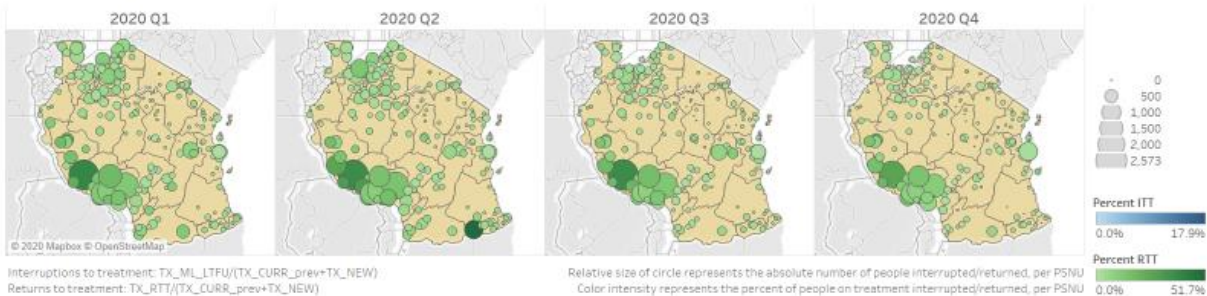 2020 Q1
2020 Q2
2020 Q3
2020 Q4
0
500
1,000
1,500
2,000
2,573
Percent ITT
0.0%
17.9%
Percent RTT
0.0%
51.7%
© 2020 Mapbox © OpenStreetMap
Interruptions to treatment: TX_ML_LTFU/(TX_CURR_prev+TX_NEW)
Returns to treatment: TX_RTT/(TX_CURR_prev+TX_NEW)
Relative size of circle represents the absolute number of people interrupted/returned, per PSNU
Color intensity represents the percent of people on treatment interrupted/returned, per PSNU